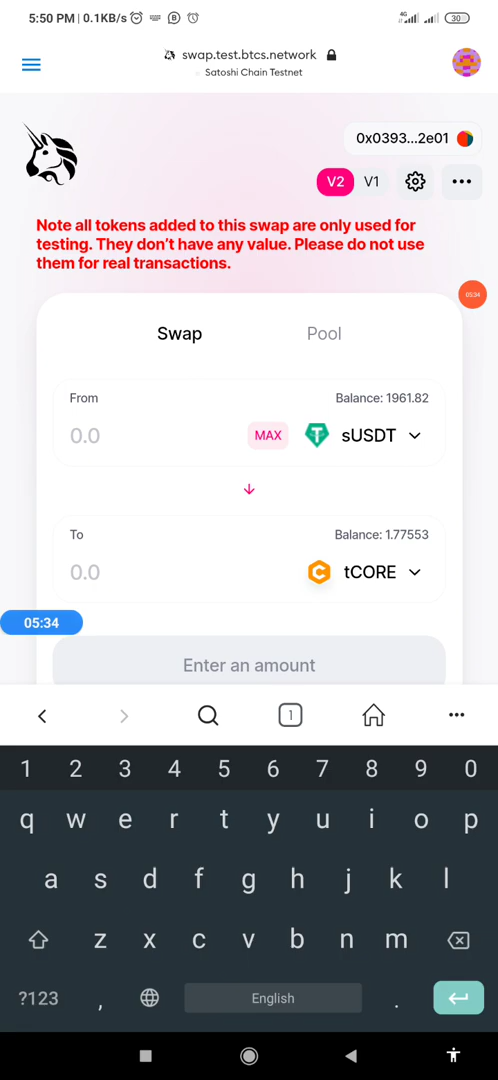 5:50 PM | 0.1KB/s
4G
30
swap.test.btcs.network
Satoshi Chain Testnet
0x0393...2e01
V2 V1
Note all tokens added to this swap are only used for
testing. They don’t have any value. Please do not use
them for real transactions.
05:34
Swap Pool
From Balance: 1961.82
0.0 MAX sUSDT
To Balance: 1.77553
0.0 tCORE
05:34
Enter an amount
1
1 2 3 4 5 6 7 8 9 0
q w e r t y u i o p
a s d f g h j k l
z x c v b n m
?123 , English .